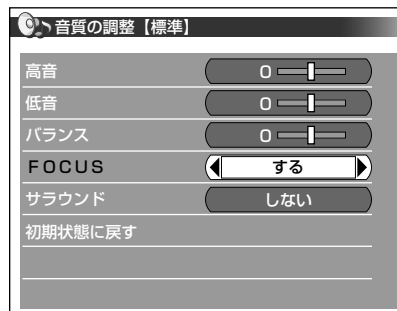 音質の調整【標準】
高音 0
低音 0
バランス 0
FOCUS する
サラウンド しない
初期状態に戻す